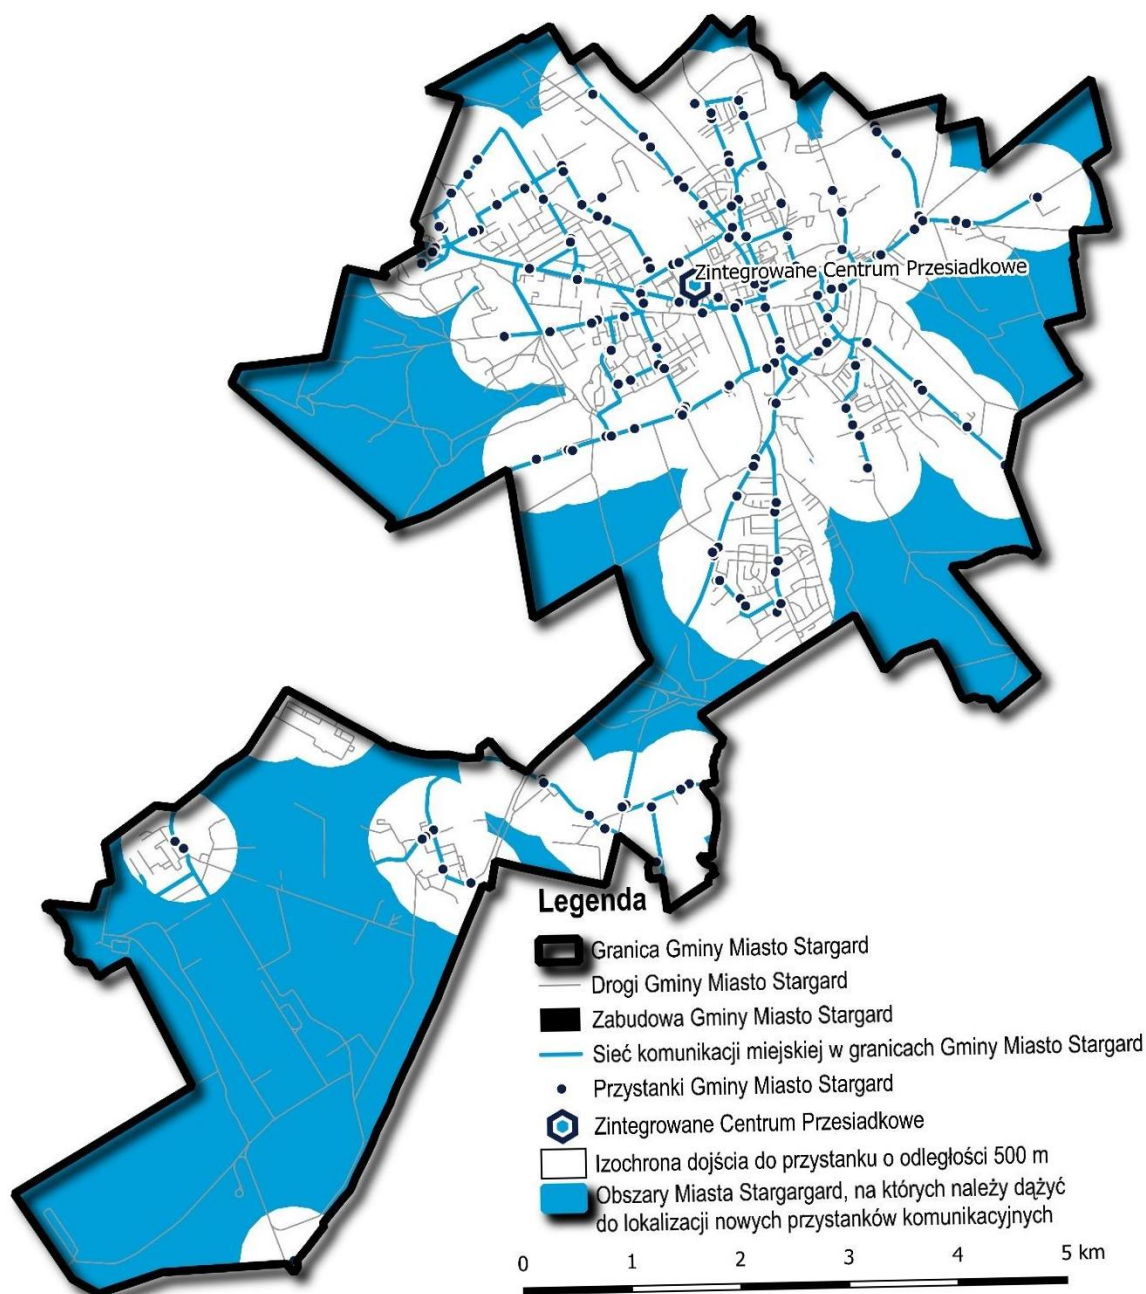 Zintegrowane Centrum Przesiadkowe
Legenda
Granica Gminy Miasto Stargard
Drogi Gminy Miasto Stargard
Zabudowa Gminy Miasto Stargard
Sieć komunikacji miejskiej w granicach Gminy Miasto Stargard
Przystanki Gminy Miasto Stargard
Zintegrowane Centrum Przesiadkowe
Izochrona dojścia do przystanku o odległości 500 m
Obszary Miasta Stargargard, na których należy dążyć
do lokalizacji nowych przystanków komunikacyjnych
0 1 2 3 4 5 km